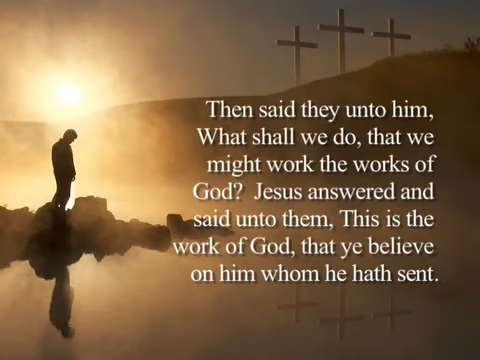 Then said they unto him,
What shall we do, that we
might work the works of
God?  Jesus answered and
said unto them, This is the
work of God, that ye believe
on him whom he hath sent.